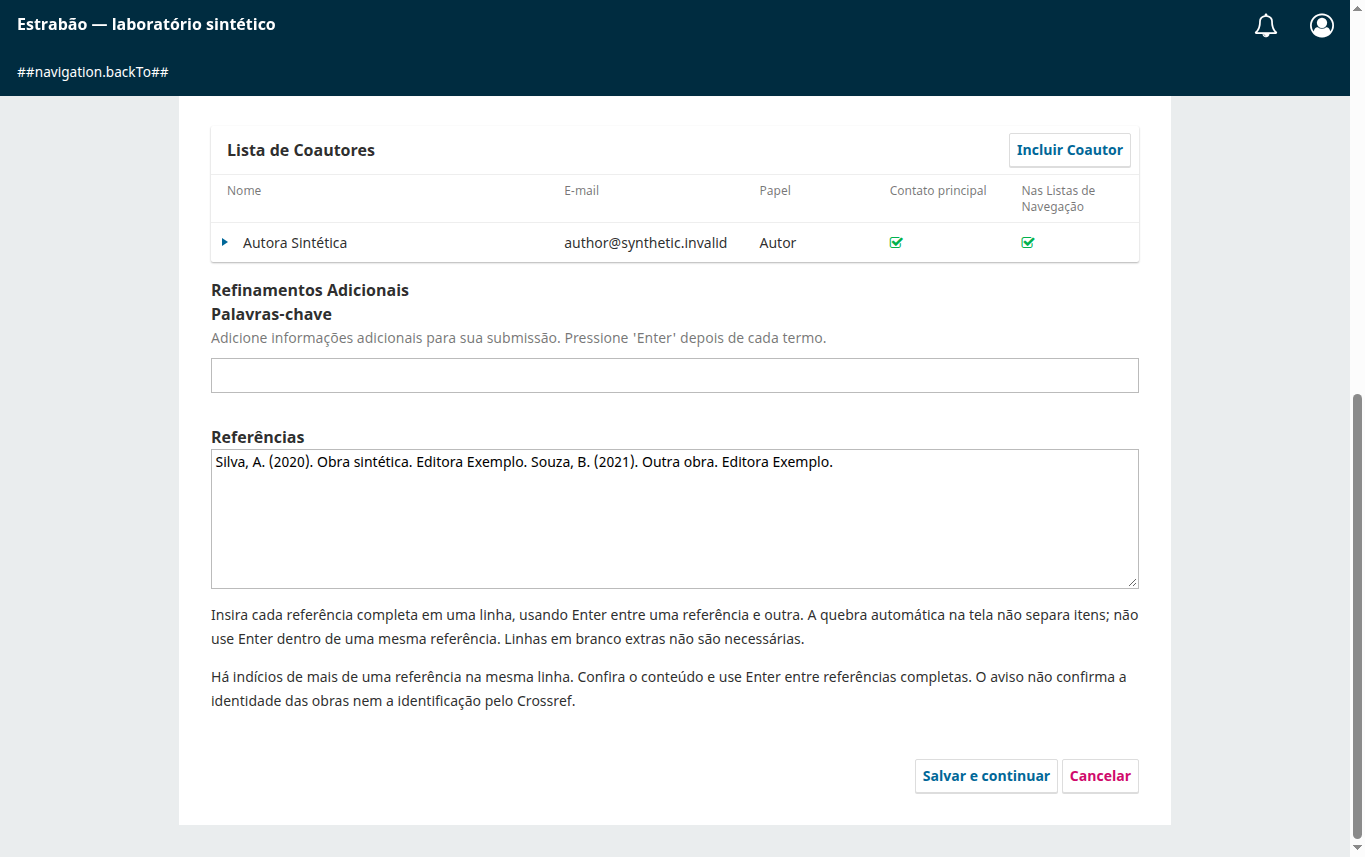 Estrabão — laboratório sintético
##navigation.backTo##
Lista de Coautores
Incluir Coautor
Nome E-mail Papel Contato principal Nas Listas de Navegação
Autora Sintética author@synthetic.invalid Autor
Refinamentos Adicionais
Palavras-chave
Adicione informações adicionais para sua submissão. Pressione 'Enter' depois de cada termo.
Referências
Silva, A. (2020). Obra sintética. Editora Exemplo. Souza, B. (2021). Outra obra. Editora Exemplo.
Insira cada referência completa em uma linha, usando Enter entre uma referência e outra. A quebra automática na tela não separa itens; não
use Enter dentro de uma mesma referência. Linhas em branco extras não são necessárias.
Há indícios de mais de uma referência na mesma linha. Confira o conteúdo e use Enter entre referências completas. O aviso não confirma a
identidade das obras nem a identificação pelo Crossref.
Salvar e continuar
Cancelar